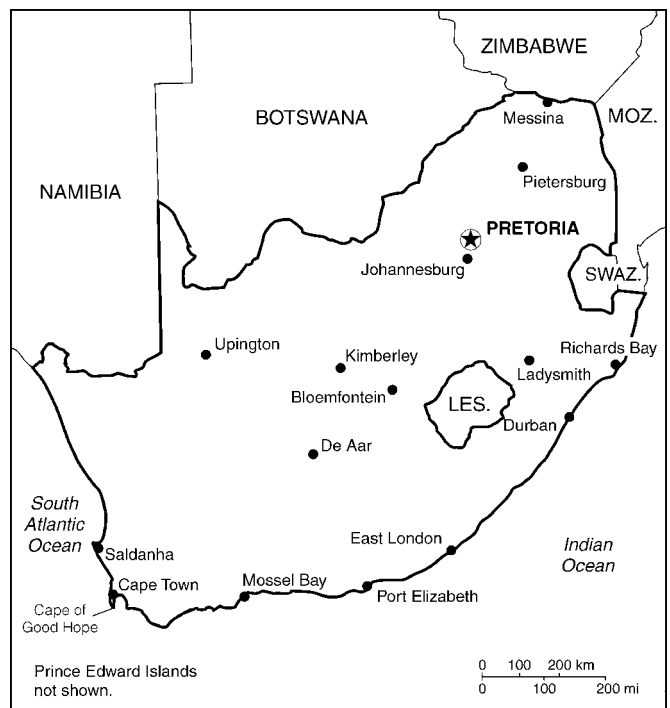 ZIMBABWE
BOTSWANA
Messina
MOZ.
NAMIBIA
Pietersburg
PRETORIA
Johannesburg
SWAZ.
Upington
Kimberley
Richards Bay
Ladysmith
Bloemfontein
LES.
Durban
De Aar
South
Atlantic
Ocean
East London
Indian
Ocean
Saldanha
Cape Town
Mossel Bay
Port Elizabeth
Cape of
Good Hope
Prince Edward Islands
not shown.
0 100 200 km
0 100 200 mi